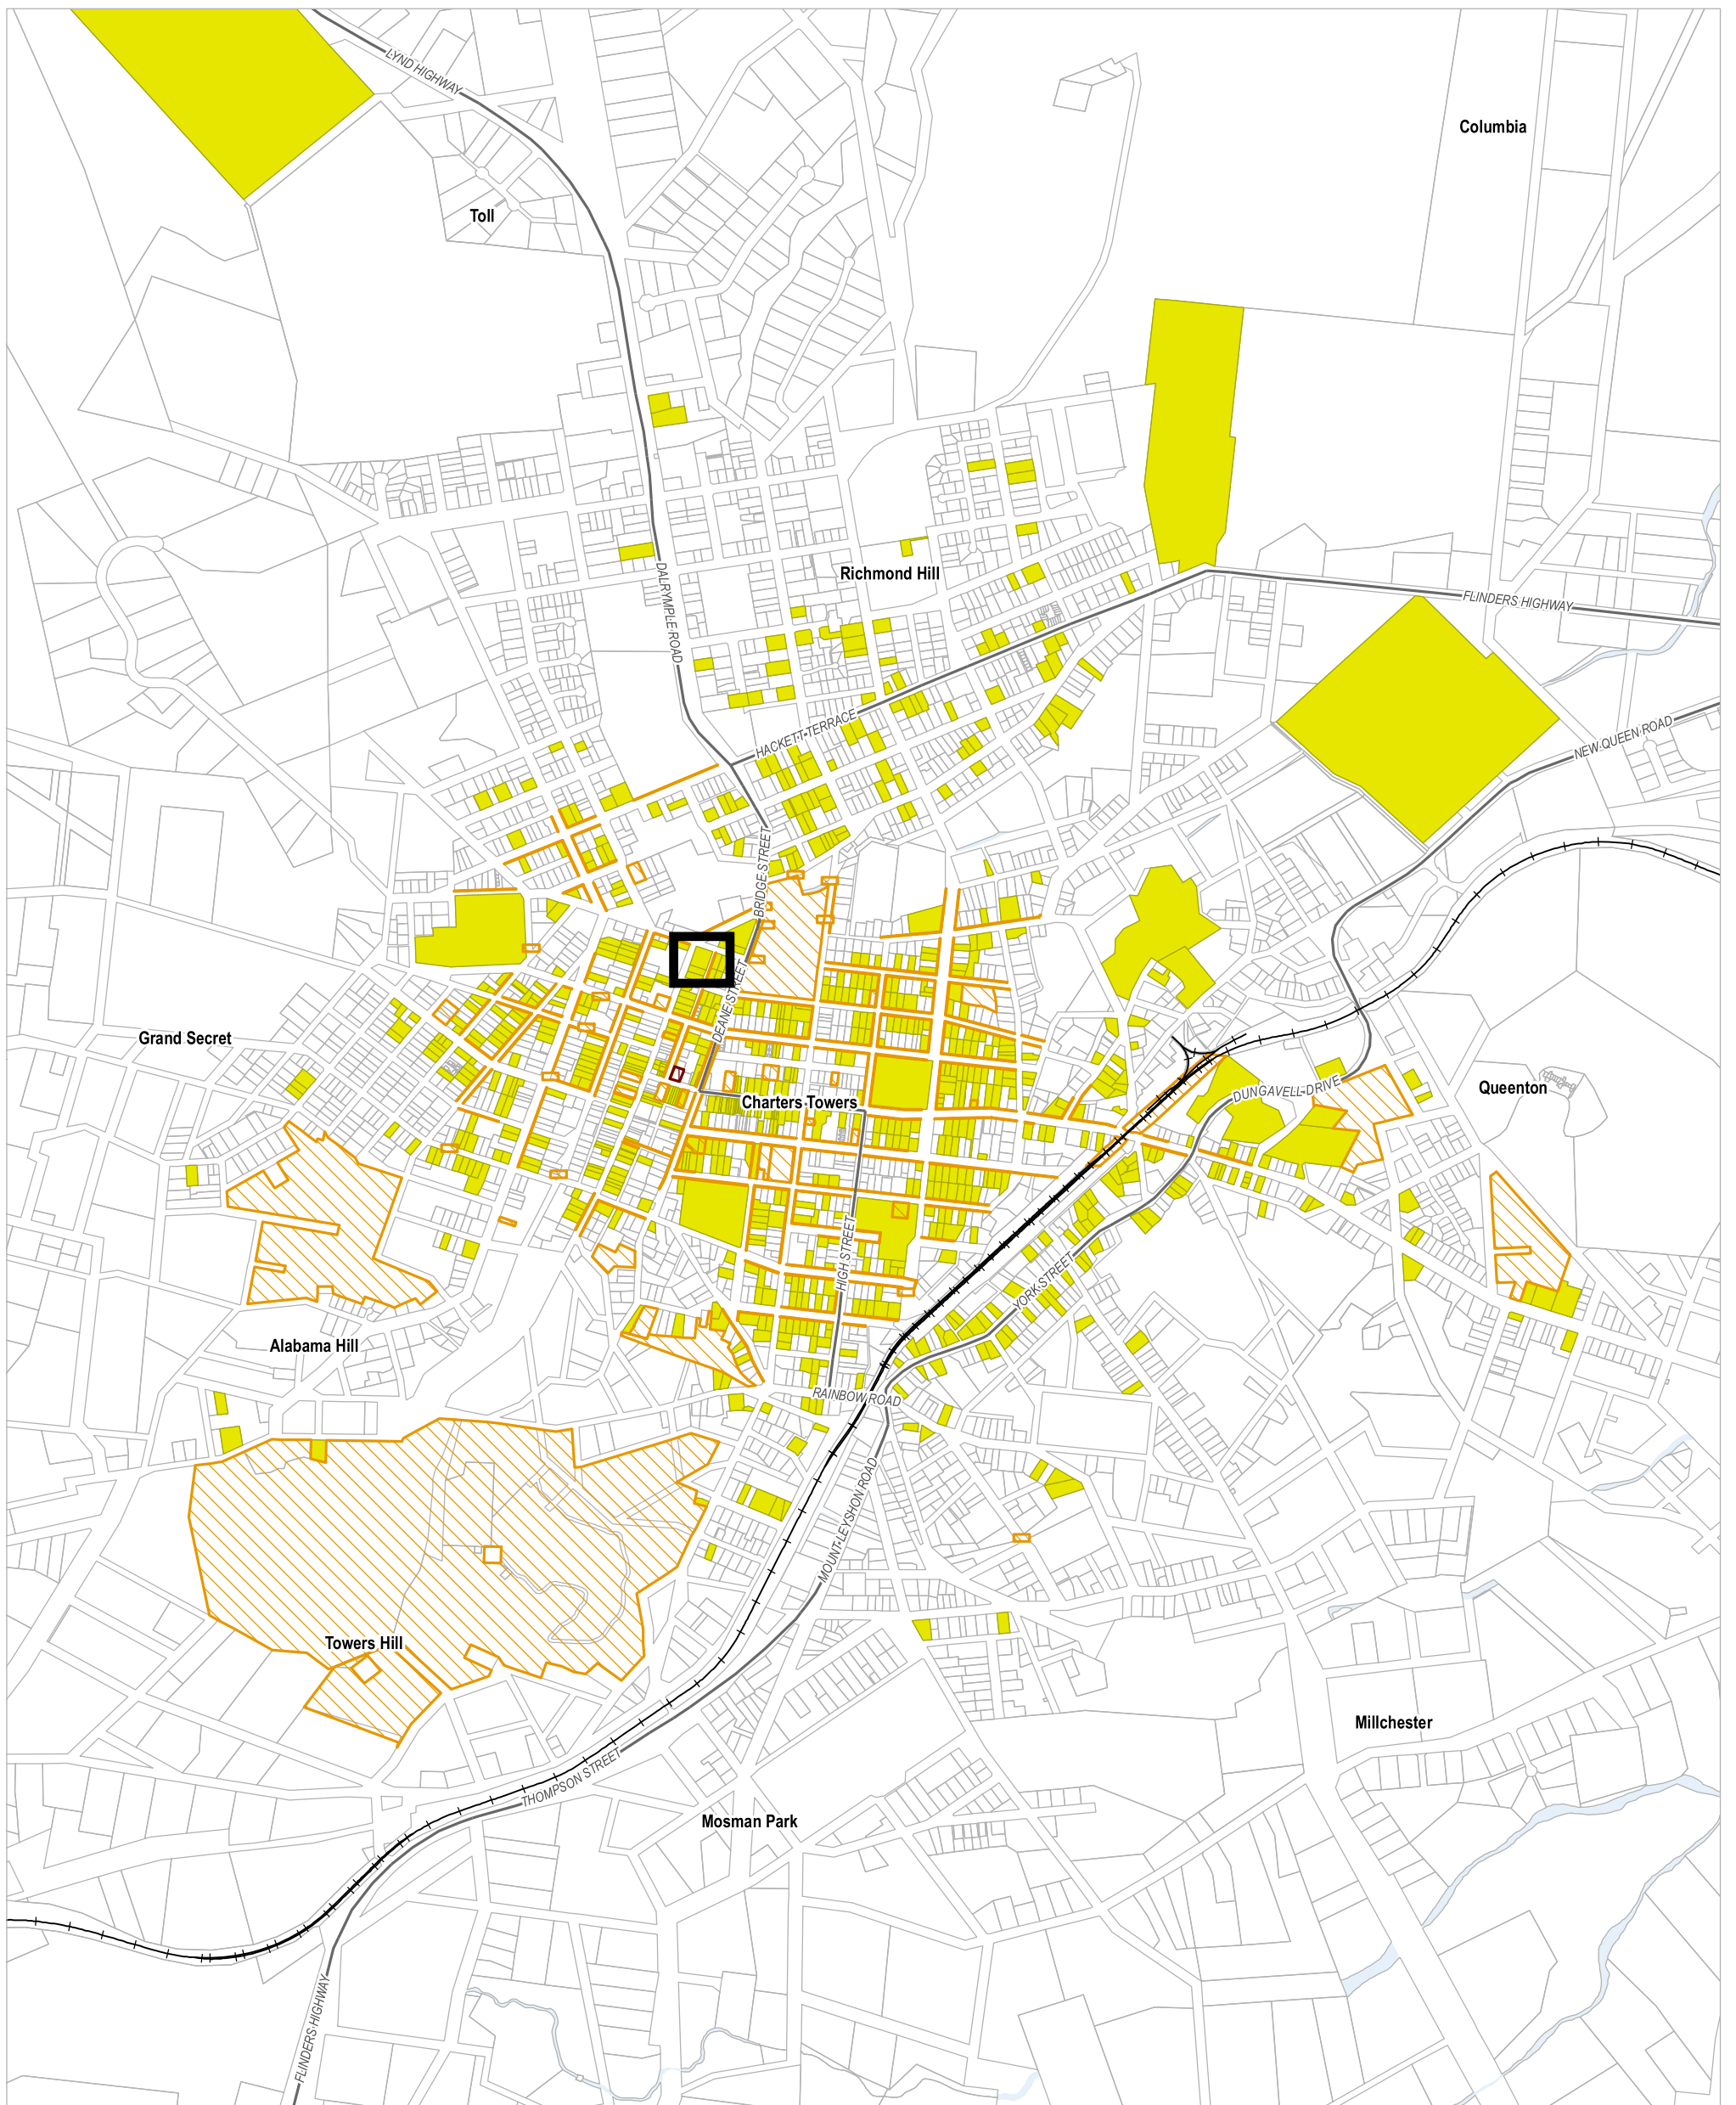 LYND HIGHWAY
Columbia
Toll
Richmond Hill
FLINDERS HIGHWAY
DALRYMPLE ROAD
HACKETT TERRACE
NEW QUEEN ROAD
BRIDGE STREET
DEANE STREET
Grand Secret
Charters Towers
DUNGAVELL DRIVE
Queenton
HIGH STREET
YORK STREET
Alabama Hill
RAINBOW ROAD
MOUNT LEYSHON ROAD
Towers Hill
Millchester
THOMPSON STREET
Mosman Park
FLINDERS HIGHWAY